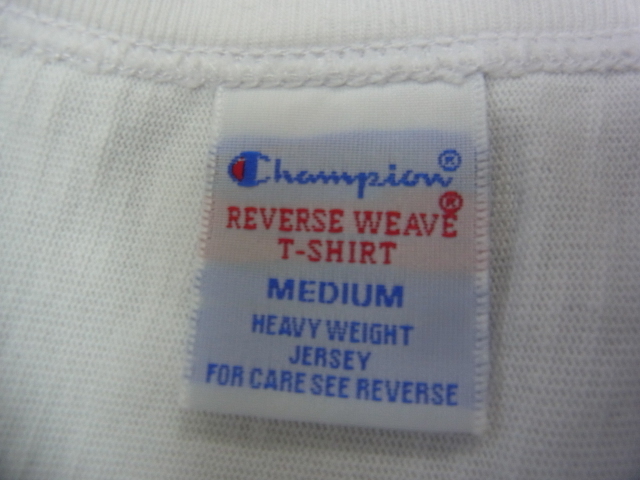 Champion®
REVERSE WEAVE®
T-SHIRT
MEDIUM
HEAVY WEIGHT
JERSEY
FOR CARE SEE REVERSE